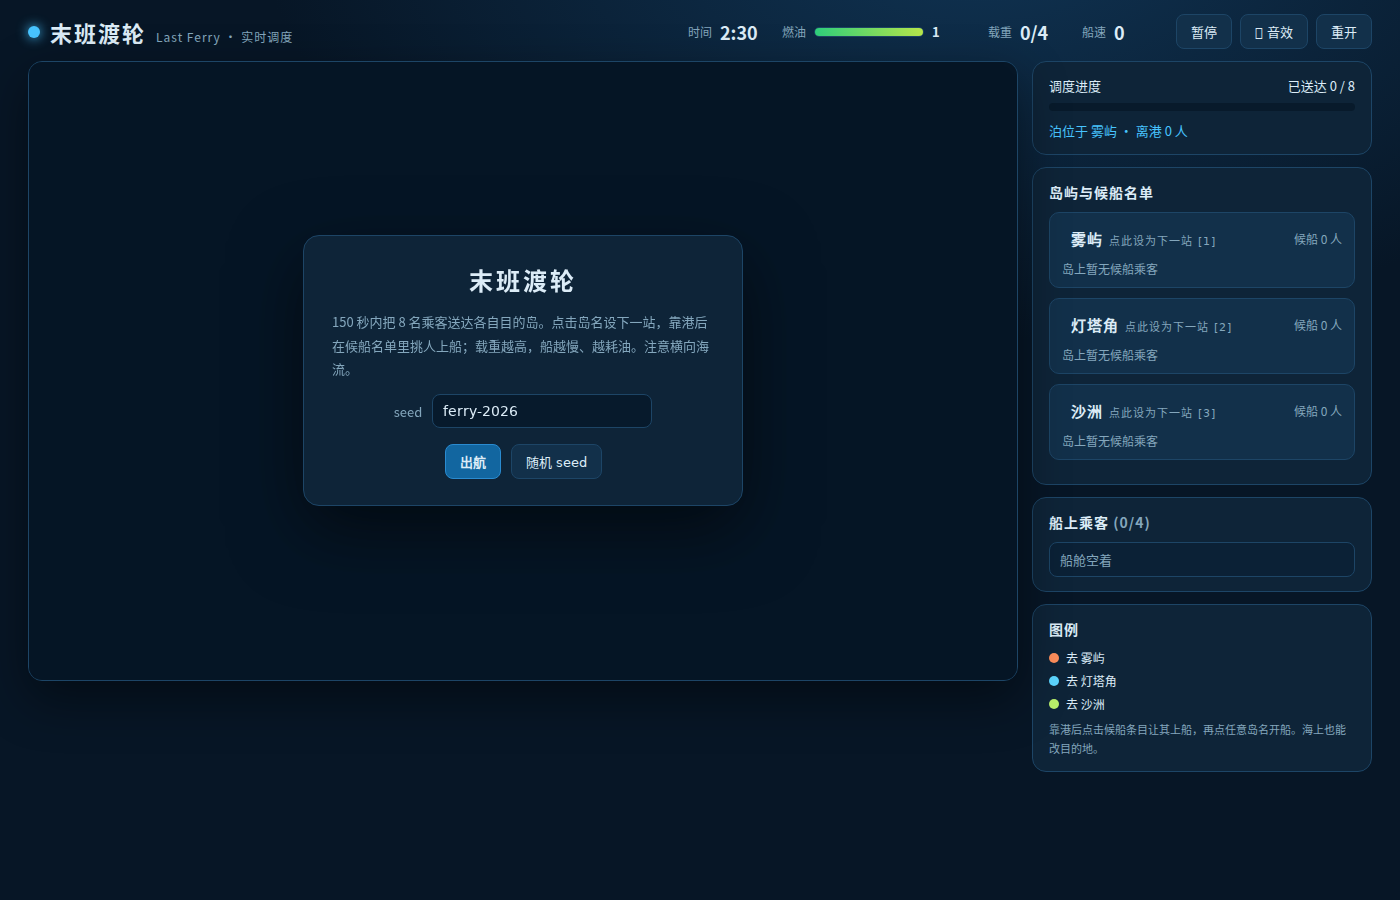 末班渡轮 Last Ferry · 实时调度
时间 2:30 燃油 1 载重 0/4 船速 0 暂停 音效 重开
末班渡轮
150 秒内把 8 名乘客送达各自目的岛。点击岛名设下一站，靠港后
在候船名单里挑人上船；载重越高，船越慢、越耗油。注意横向海
流。
seed ferry-2026
出航 随机 seed
调度进度 已送达 0 / 8
泊位于 雾屿 · 离港 0 人
岛屿与候船名单
雾屿 点此设为下一站 [1] 候船 0 人
岛上暂无候船乘客
灯塔角 点此设为下一站 [2] 候船 0 人
岛上暂无候船乘客
沙洲 点此设为下一站 [3] 候船 0 人
岛上暂无候船乘客
船上乘客 (0/4)
船舱空着
图例
去 雾屿
去 灯塔角
去 沙洲
靠港后点击候船条目让其上船，再点任意岛名开船。海上也能
改目的地。